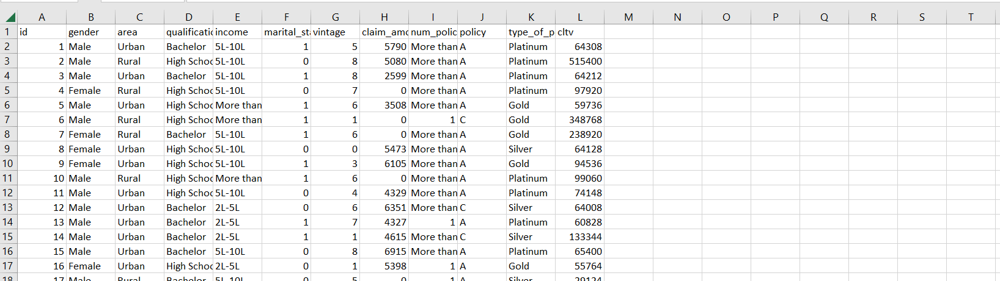 A B C D E F G H I J K L M N O P Q R S T
1 id gender area qualificatio income marital_sta vintage claim_amo num_polic policy type_of_p cltv
2 1 Male Urban Bachelor 5L-10L 1 5 5790 More than A Platinum 64308
3 2 Male Rural High Schoo 5L-10L 0 8 5080 More than A Platinum 515400
4 3 Male Urban Bachelor 5L-10L 1 8 2599 More than A Platinum 64212
5 4 Female Rural High Schoo 5L-10L 0 7 0 More than A Platinum 97920
6 5 Male Urban High Schoo More than 1 6 3508 More than A Gold 59736
7 6 Male Rural High Schoo More than 1 1 0 1 C Gold 348768
8 7 Female Rural Bachelor 5L-10L 1 6 0 More than A Gold 238920
9 8 Female Urban High Schoo 5L-10L 0 0 5473 More than A Silver 64128
10 9 Female Urban High Schoo 5L-10L 1 3 6105 More than A Gold 94536
11 10 Male Rural High Schoo More than 1 6 0 More than A Platinum 99060
12 11 Male Urban High Schoo 5L-10L 0 4 4329 More than A Platinum 74148
13 12 Male Urban Bachelor 2L-5L 0 6 6351 More than C Silver 64008
14 13 Male Urban Bachelor 2L-5L 1 7 4327 1 A Platinum 60828
15 14 Male Urban Bachelor 2L-5L 1 1 4615 More than C Silver 133344
16 15 Male Urban Bachelor 5L-10L 0 8 6915 More than A Platinum 65400
17 16 Female Urban High Schoo 2L-5L 0 1 5398 1 A Gold 55764
18 17 Male Rural Bachelor 5L-10L 0 5 0 1 A Silver 29124